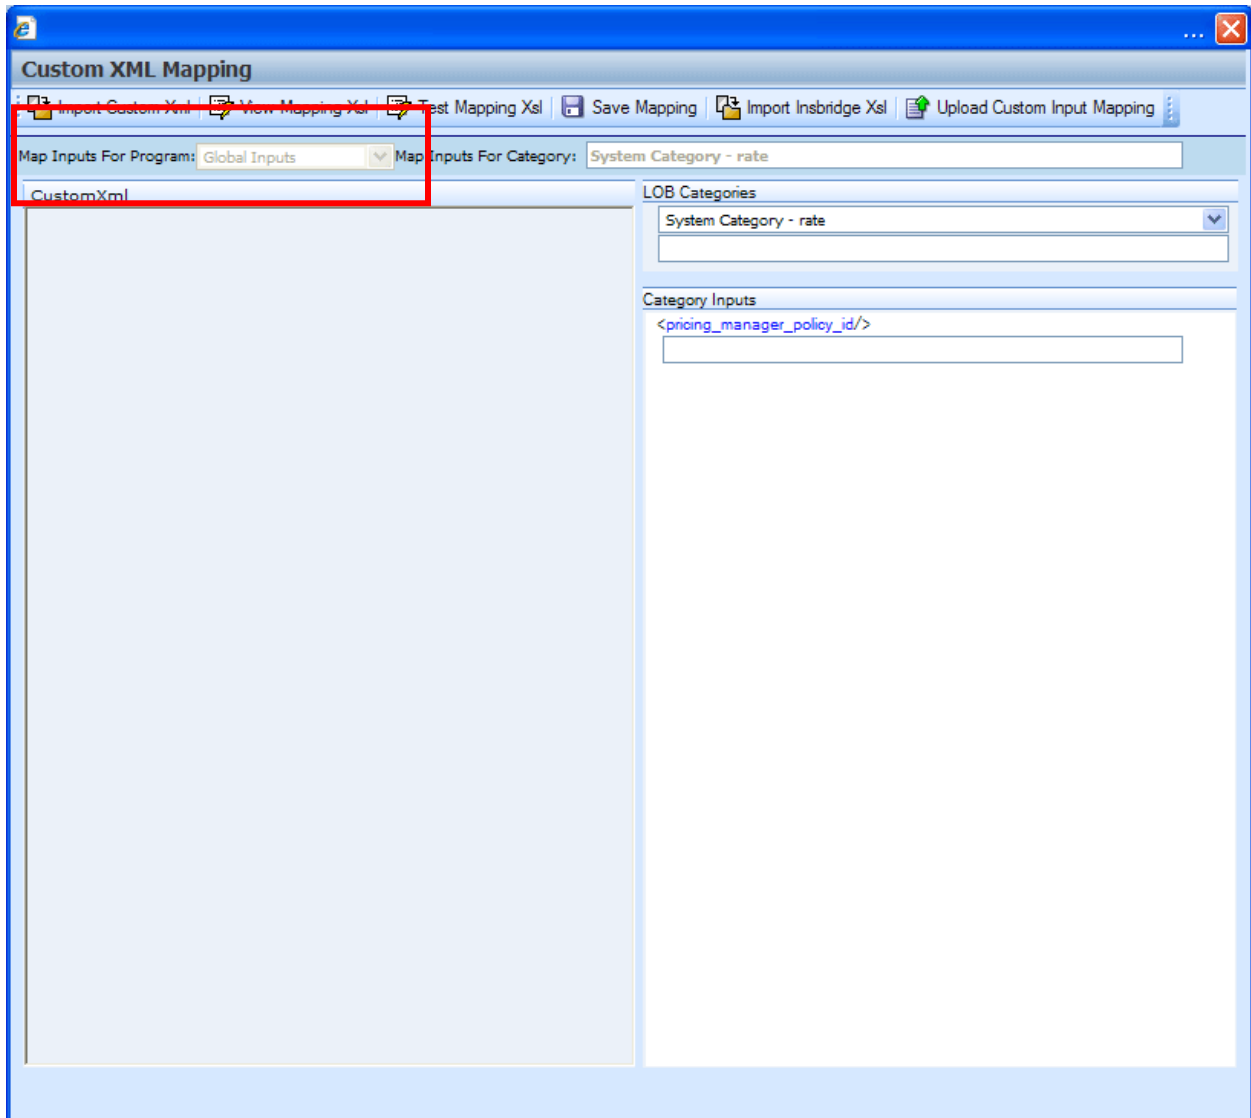 ...
Custom XML Mapping
Import Custom Xml View Mapping Xsl Test Mapping Xsl Save Mapping Import Insbridge Xsl Upload Custom Input Mapping
Map Inputs For Program: Global Inputs Map Inputs For Category: System Category - rate
CustomXml
LOB Categories
System Category - rate
Category Inputs
<pricing_manager_policy_id/>